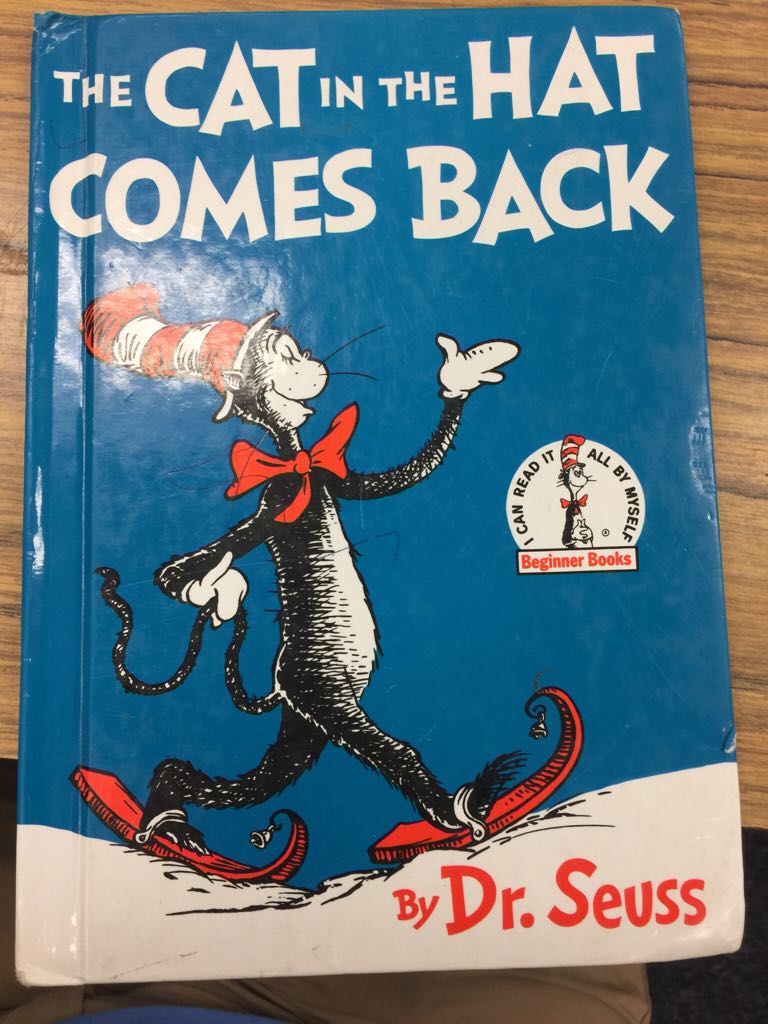 THE CAT IN THE HAT
COMES BACK
I CAN READ IT ALL BY MYSELF
®
Beginner Books
By Dr. Seuss